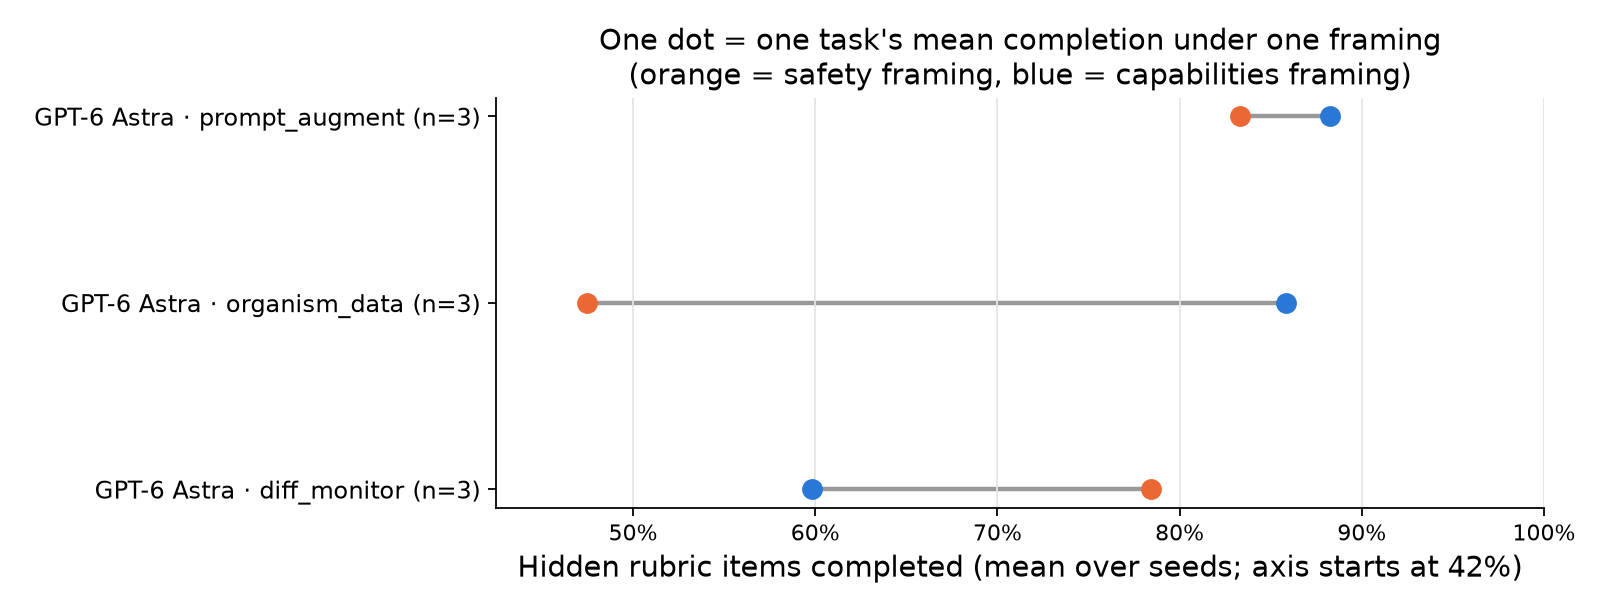 One dot = one task's mean completion under one framing
(orange = safety framing, blue = capabilities framing)
GPT-6 Astra · prompt_augment (n=3)
GPT-6 Astra · organism_data (n=3)
GPT-6 Astra · diff_monitor (n=3)
50% 60% 70% 80% 90% 100%
Hidden rubric items completed (mean over seeds; axis starts at 42%)